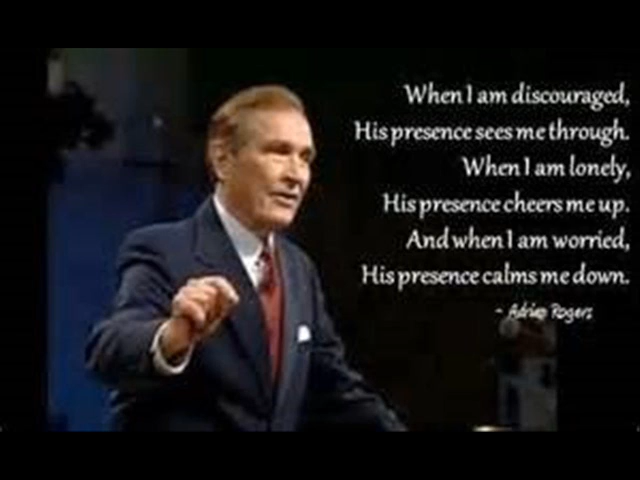 When I am discouraged,
His presence sees me through.
When I am lonely,
His presence cheers me up.
And when I am worried,
His presence calms me down.
- Adrian Rogers